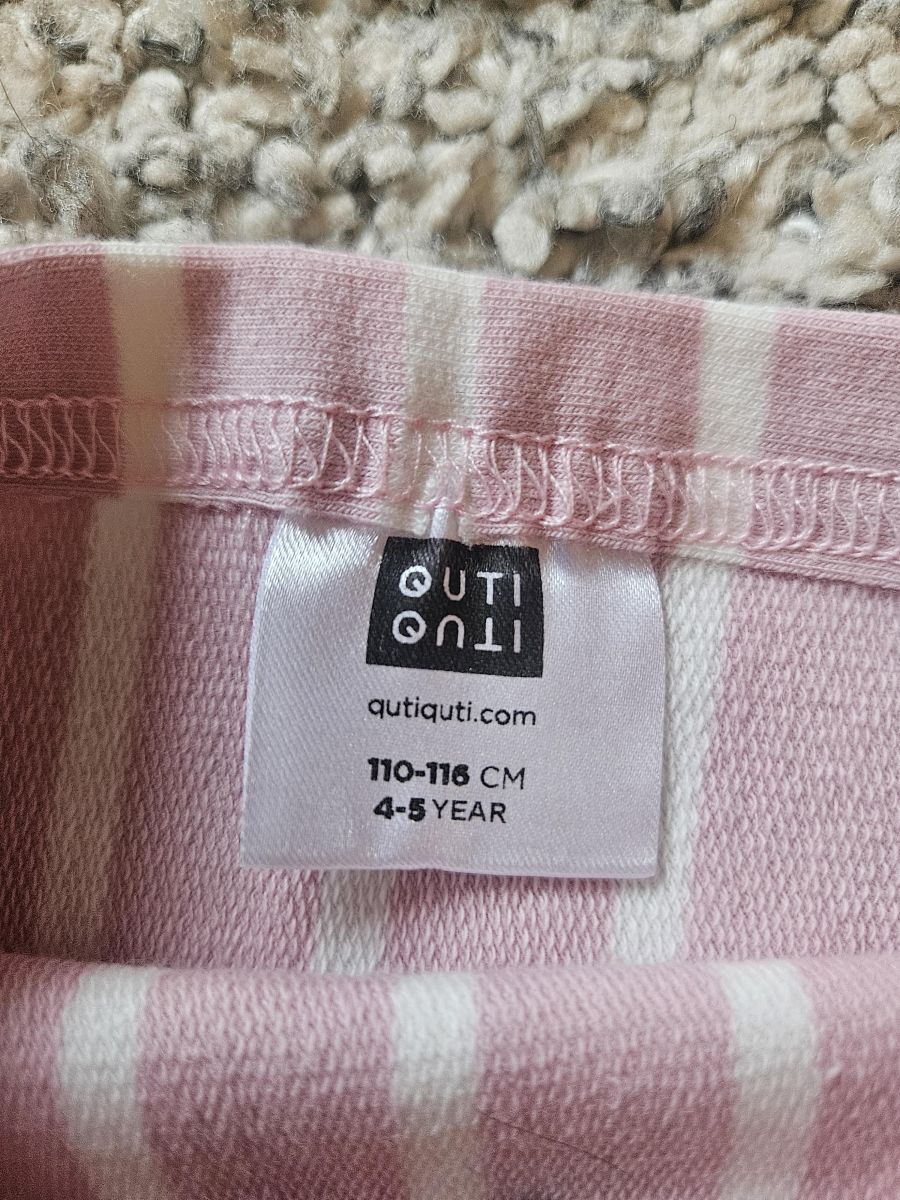 QUTI
QUTI
qutiquti.com
110-116 CM
4-5 YEAR